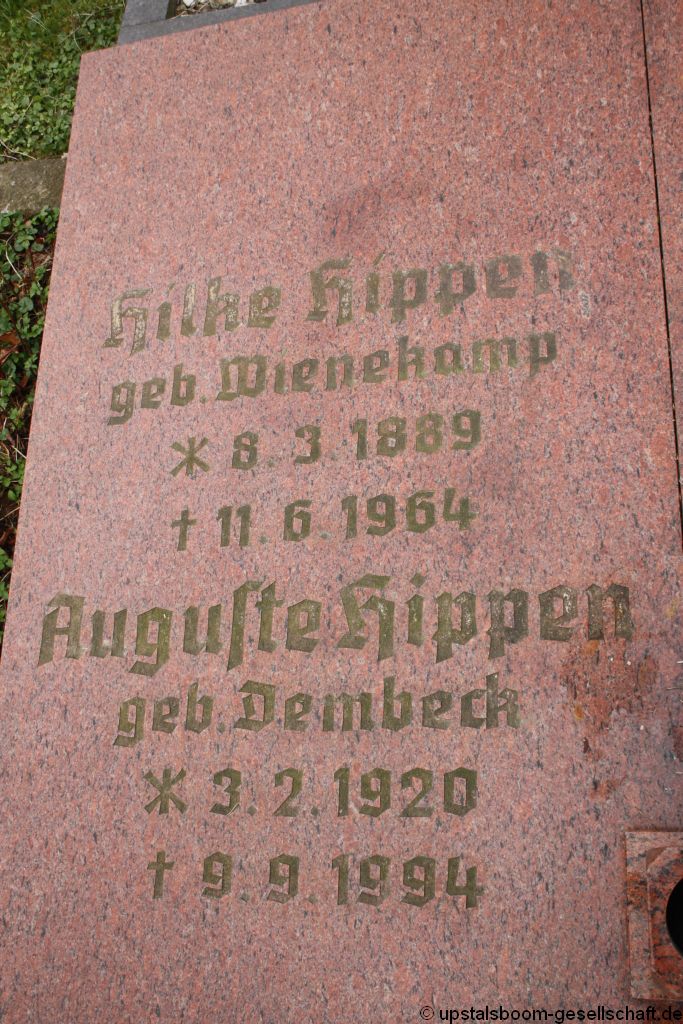 Hilke Hippen
geb. Wienekamp
* 8. 3. 1889
† 11. 6. 1964
Auguſte Hippen
geb. Dembeck
* 3. 2. 1920
† 9. 9. 1994
© upstalsboom-gesellschaft.de